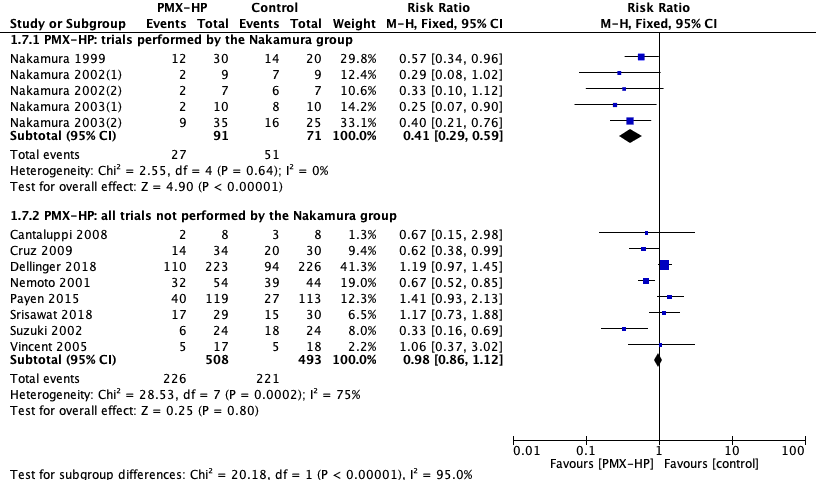 PMX-HP Control Risk Ratio Risk Ratio
Study or Subgroup Events Total Events Total Weight M-H, Fixed, 95% CI M-H, Fixed, 95% CI
1.7.1 PMX-HP: trials performed by the Nakamura group
Nakamura 1999 12 30 14 20 29.8% 0.57 [0.34, 0.96]
Nakamura 2002(1) 2 9 7 9 12.4% 0.29 [0.08, 1.02]
Nakamura 2002(2) 2 7 6 7 10.6% 0.33 [0.10, 1.12]
Nakamura 2003(1) 2 10 8 10 14.2% 0.25 [0.07, 0.90]
Nakamura 2003(2) 9 35 16 25 33.1% 0.40 [0.21, 0.76]
Subtotal (95% CI) 91 71 100.0% 0.41 [0.29, 0.59]
Total events 27 51
Heterogeneity: Chi² = 2.55, df = 4 (P = 0.64); I² = 0%
Test for overall effect: Z = 4.90 (P < 0.00001)
1.7.2 PMX-HP: all trials not performed by the Nakamura group
Cantaluppi 2008 2 8 3 8 1.3% 0.67 [0.15, 2.98]
Cruz 2009 14 34 20 30 9.4% 0.62 [0.38, 0.99]
Dellinger 2018 110 223 94 226 41.3% 1.19 [0.97, 1.45]
Nemoto 2001 32 54 39 44 19.0% 0.67 [0.52, 0.85]
Payen 2015 40 119 27 113 12.3% 1.41 [0.93, 2.13]
Srisawat 2018 17 29 15 30 6.5% 1.17 [0.73, 1.88]
Suzuki 2002 6 24 18 24 8.0% 0.33 [0.16, 0.69]
Vincent 2005 5 17 5 18 2.2% 1.06 [0.37, 3.02]
Subtotal (95% CI) 508 493 100.0% 0.98 [0.86, 1.12]
Total events 226 221
Heterogeneity: Chi² = 28.53, df = 7 (P = 0.0002); I² = 75%
Test for overall effect: Z = 0.25 (P = 0.80)
0.01 0.1 1 10 100
Favours [PMX-HP] Favours [control]
Test for subgroup differences: Chi² = 20.18, df = 1 (P < 0.00001), I² = 95.0%